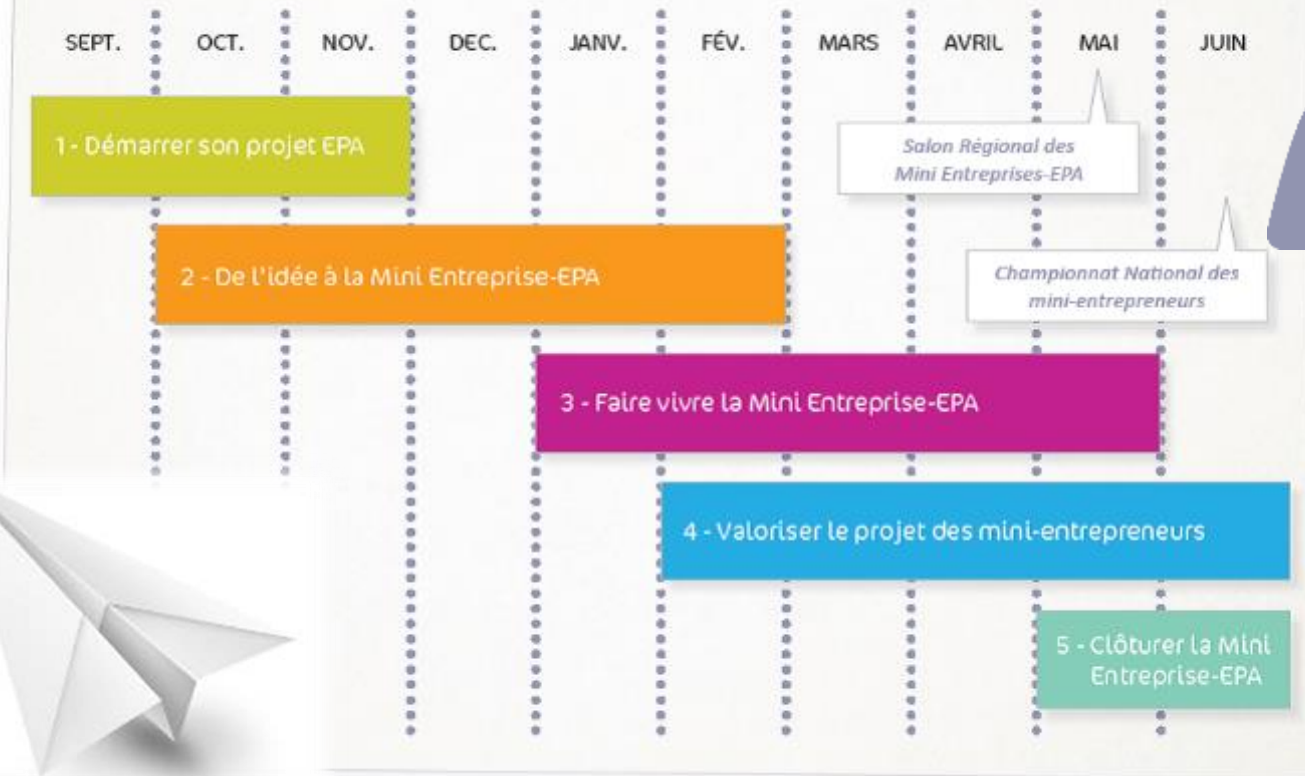 SEPT. OCT. NOV. DEC. JANV. FÉV. MARS AVRIL MAI JUIN
1 - Démarrer son projet EPA
Salon Régional des
Mini Entreprises-EPA
2 - De l'idée à la Mini Entreprise-EPA
Championnat National des
mini-entrepreneurs
3 - Faire vivre la Mini Entreprise-EPA
4 - Valoriser le projet des mini-entrepreneurs
5 - Clôturer la Mini
Entreprise-EPA